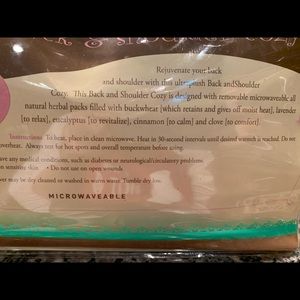 Rejuvenate your back
and shoulder with this ultraplush Back andShoulder
Cozy. This Back and Shoulder Cozy is designed with removable microwaveable all
natural herbal packs filled with buckwheat [which retains and gives off moist heat], lavender
[to relax], eucalyptus [to revitalize], cinnamon [to calm] and clove [to comfort].
Instructions To heat, place in clean microwave. Heat in 30-second intervals until desired warmth is reached. Do not
overheat. Always test for hot spots and overall temperature before using.
ave any medical conditions, such as diabetes or neurological/circulatory problems.
on sensitive skin • Do not use on open wounds
ver may be dry cleaned or washed in warm water. Tumble dry low.
MICROWAVEABLE